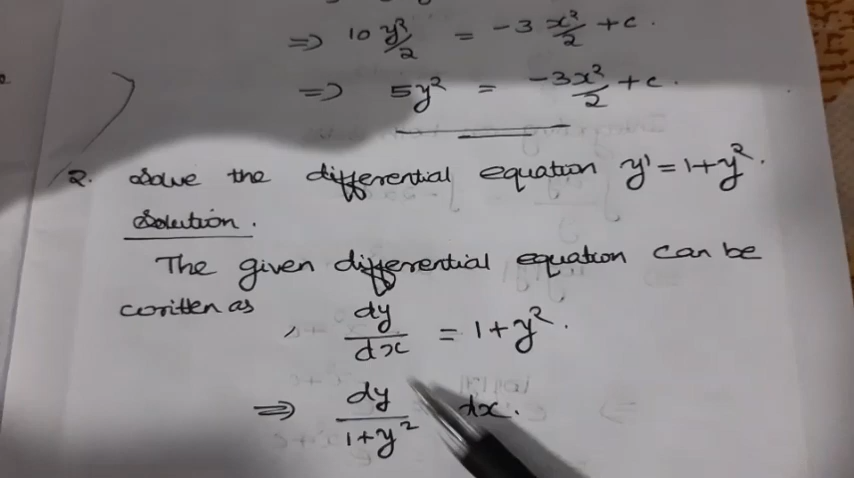 ⇒ 10 y²/2 = -3 x²/2 + c.
⇒ 5y² = -3x²/2 + c.
2. Solve the differential equation y' = 1+y².
Solution.
The given differential equation can be
written as, dy/dx = 1+y².
⇒ dy/1+y² dx.